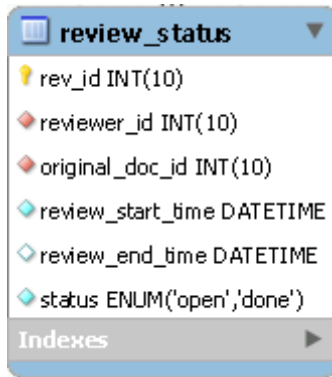 review_status
rev_id INT(10)
reviewer_id INT(10)
original_doc_id INT(10)
review_start_time DATETIME
review_end_time DATETIME
status ENUM('open','done')
Indexes